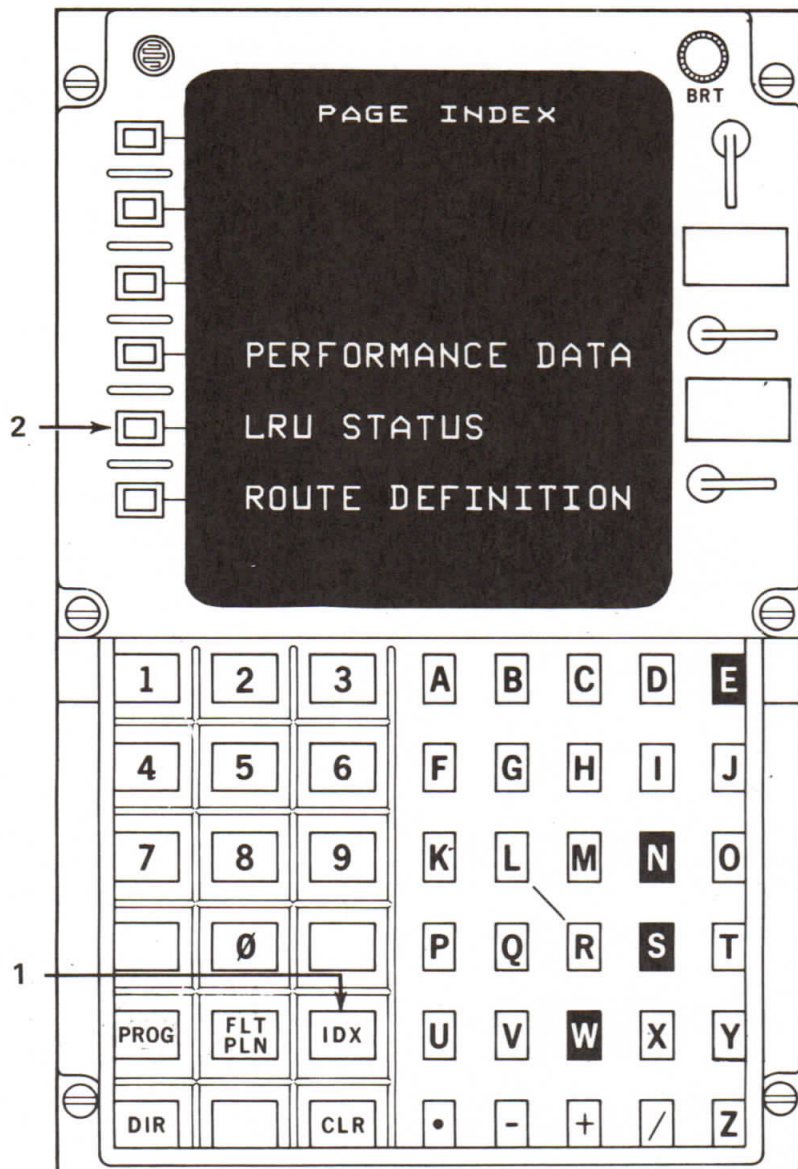 BRT
PAGE INDEX
PERFORMANCE DATA
2
LRU STATUS
ROUTE DEFINITION
1 2 3 A B C D E
4 5 6 F G H I J
7 8 9 K L M N O
Ø P Q R S T
1
PROG FLT PLN IDX U V W X Y
DIR CLR • - + / Z